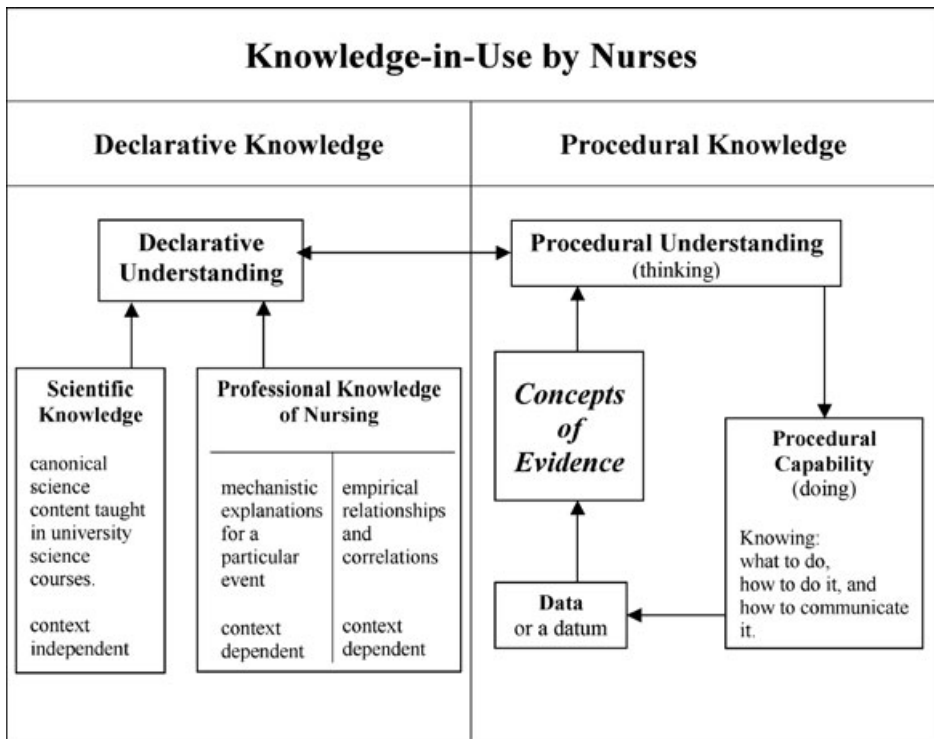 Knowledge-in-Use by Nurses
Declarative Knowledge
Procedural Knowledge
Declarative
Understanding
Procedural Understanding
(thinking)
Scientific
Knowledge
canonical
science
content taught
in university
science
courses.
context
independent
Professional Knowledge
of Nursing
mechanistic
explanations
for a
particular
event
context
dependent
empirical
relationships
and
correlations
context
dependent
Concepts
of
Evidence
Data
or a datum
Procedural
Capability
(doing)
Knowing:
what to do,
how to do it, and
how to communicate
it.